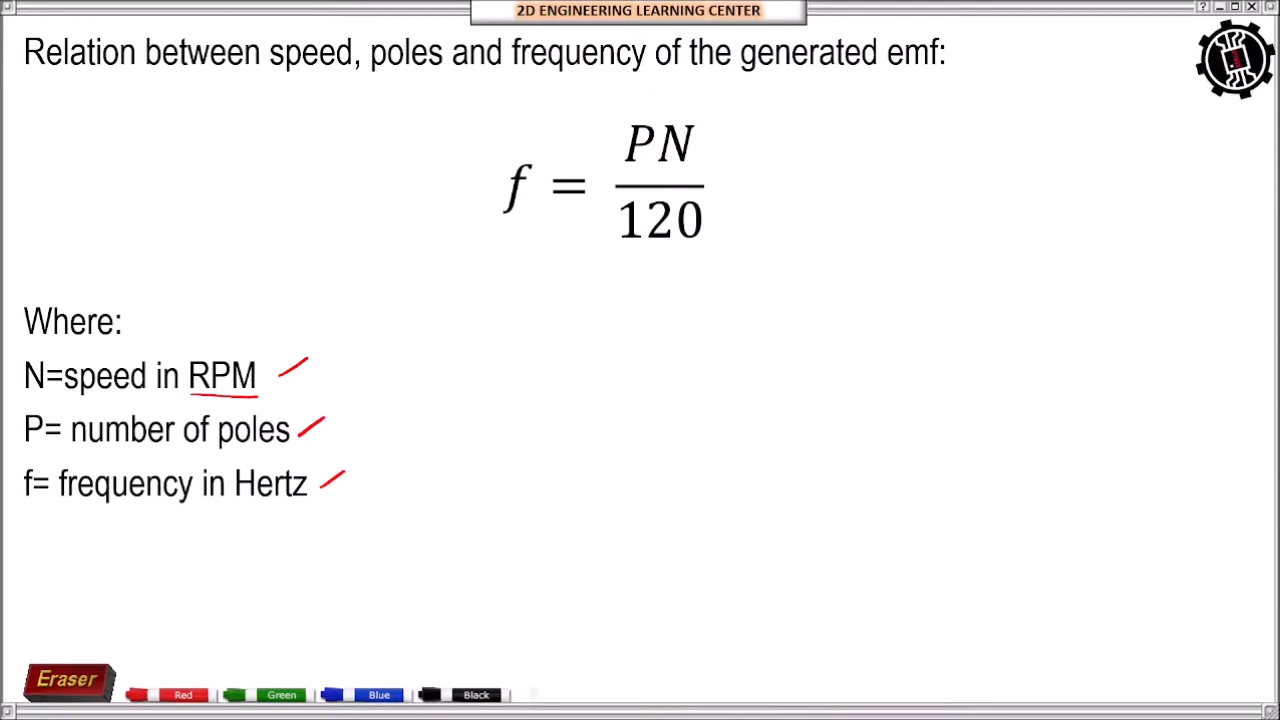 2D ENGINEERING LEARNING CENTER
Relation between speed, poles and frequency of the generated emf:
f = PN/120
Where:
N=speed in RPM
P= number of poles
f= frequency in Hertz
Eraser
Red Green Blue Black